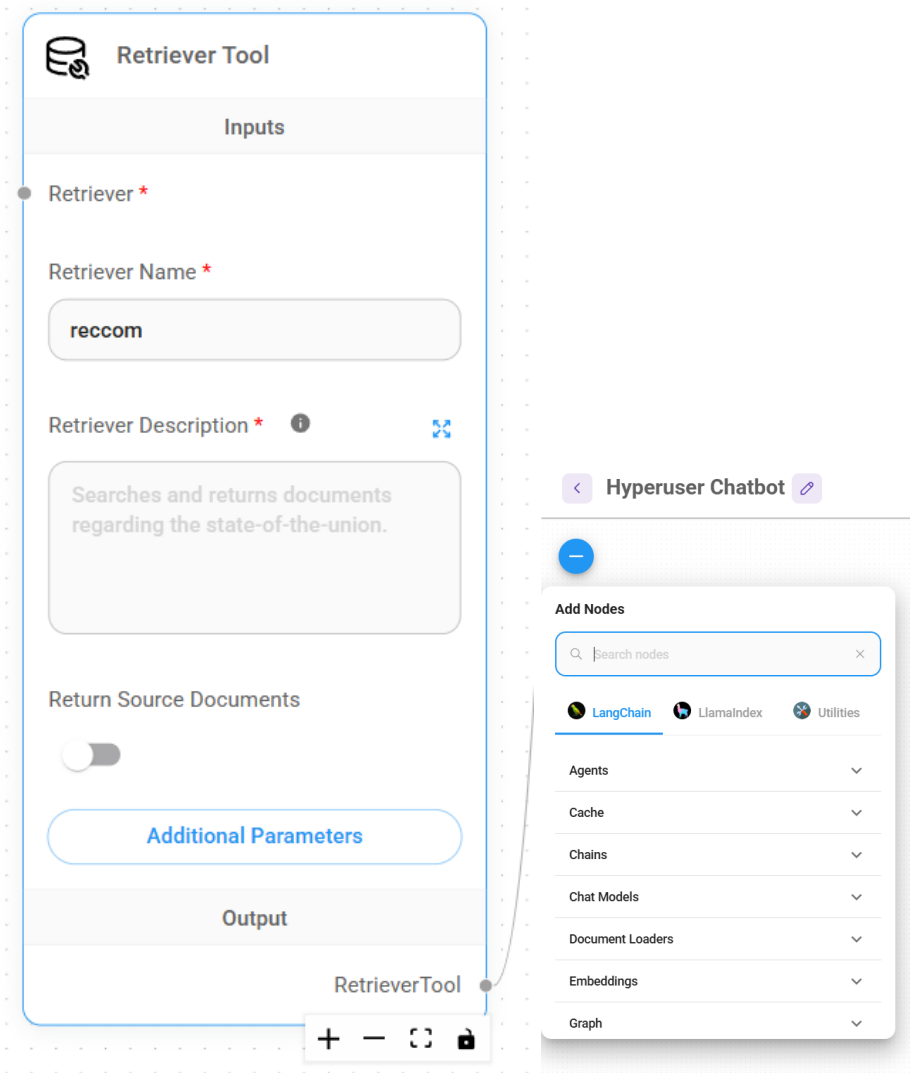 Retriever Tool
Inputs
Retriever *
Retriever Name *
reccom
Retriever Description *
Searches and returns documents
regarding the state-of-the-union.
Return Source Documents
Additional Parameters
Output
RetrieverTool
Hyperuser Chatbot
Add Nodes
Search nodes
LangChain LlamaIndex Utilities
Agents
Cache
Chains
Chat Models
Document Loaders
Embeddings
Graph